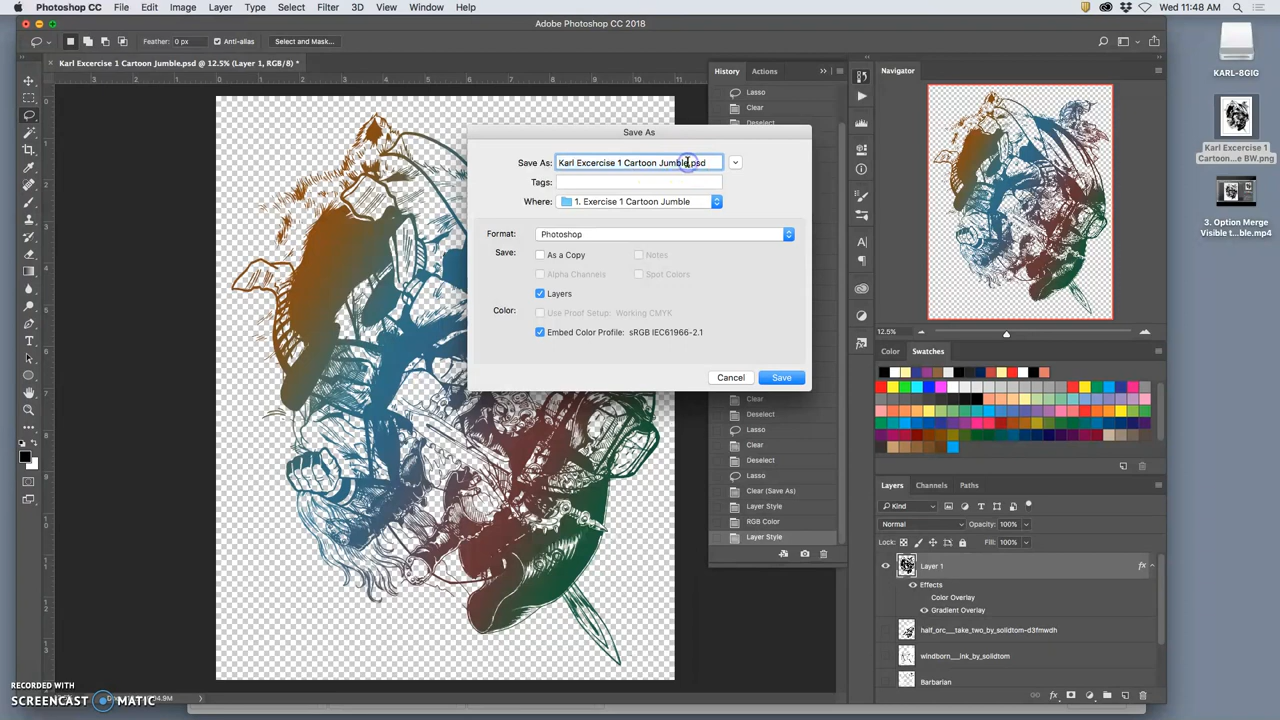 Photoshop CC File Edit Image Layer Type Select Filter 3D View Window Help Wed 11:48 AM
Adobe Photoshop CC 2018
Feather: 0 px Anti-alias Select and Mask...
Karl Excercise 1 Cartoon Jumble.psd @ 12.5% (Layer 1, RGB/8) *
History Actions
Lasso
Clear
Deselect
Save As
Save As: Karl Excercise 1 Cartoon Jumble.psd
Tags:
Where: 1. Exercise 1 Cartoon Jumble
Format: Photoshop
Save: As a Copy Notes
Alpha Channels Spot Colors
Layers
Color: Use Proof Setup: Working CMYK
Embed Color Profile: sRGB IEC61966-2.1
Cancel Save
Clear
Deselect
Lasso
Clear
Deselect
Lasso
Clear (Save As)
Layer Style
RGB Color
Layer Style
Navigator
12.5%
Color Swatches
Layers Channels Paths
Kind
Normal Opacity: 100%
Lock: Fill: 100%
Layer 1 fx
Effects
Color Overlay
Gradient Overlay
half_orc__take_two_by_solidtom-d3fmwdh
windborn__ink_by_solidtom
Barbarian
KARL-8GIG
Karl Excercise 1
Cartoon...e BW.png
3. Option Merge
Visible t...ble.mp4
RECORDED WITH
SCREENCAST MATIC